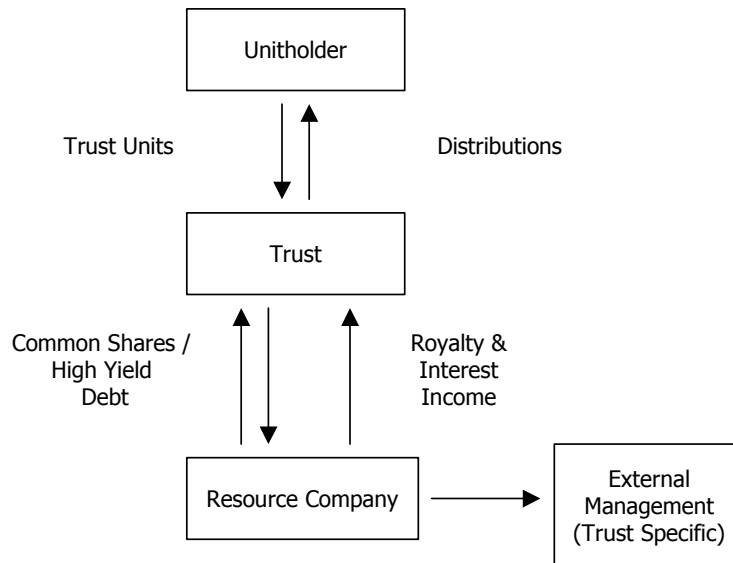 Unitholder
Trust Units
Distributions
Trust
Common Shares /
High Yield
Debt
Royalty &
Interest
Income
Resource Company
External
Management
(Trust Specific)